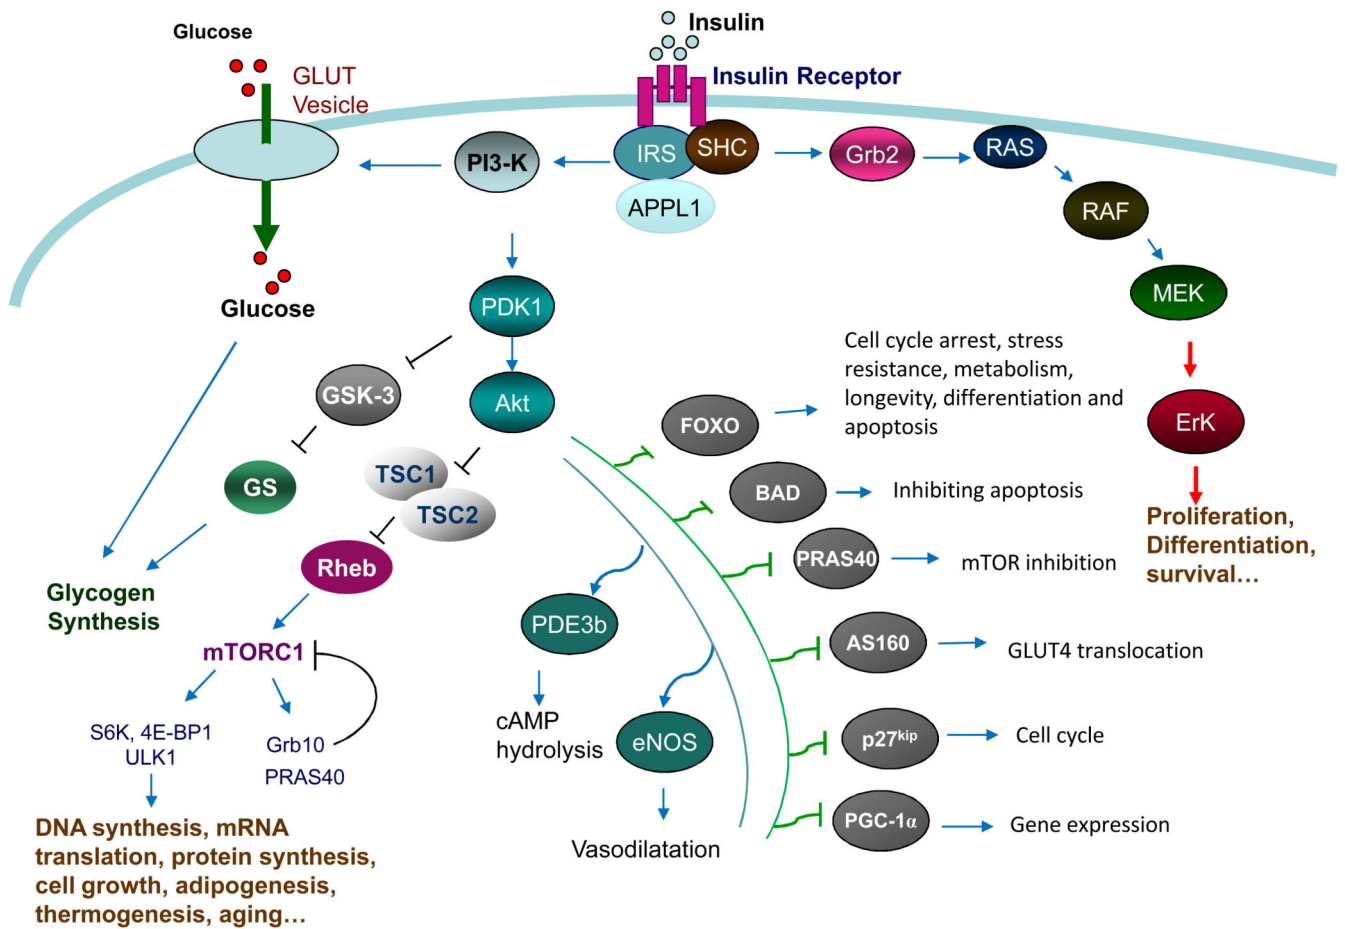 Glucose
Insulin
GLUT
Vesicle
Insulin Receptor
PI3-K
IRS
SHC
APPL1
Grb2
RAS
RAF
MEK
ErK
Proliferation,
Differentiation,
survival…
Glucose
PDK1
GSK-3
Akt
GS
TSC1
TSC2
Rheb
Glycogen
Synthesis
mTORC1
S6K, 4E-BP1
ULK1
Grb10
PRAS40
DNA synthesis, mRNA
translation, protein synthesis,
cell growth, adipogenesis,
thermogenesis, aging…
PDE3b
cAMP
hydrolysis
eNOS
Vasodilatation
FOXO
Cell cycle arrest, stress
resistance, metabolism,
longevity, differentiation and
apoptosis
BAD
Inhibiting apoptosis
PRAS40
mTOR inhibition
AS160
GLUT4 translocation
p27kip
Cell cycle
PGC-1α
Gene expression